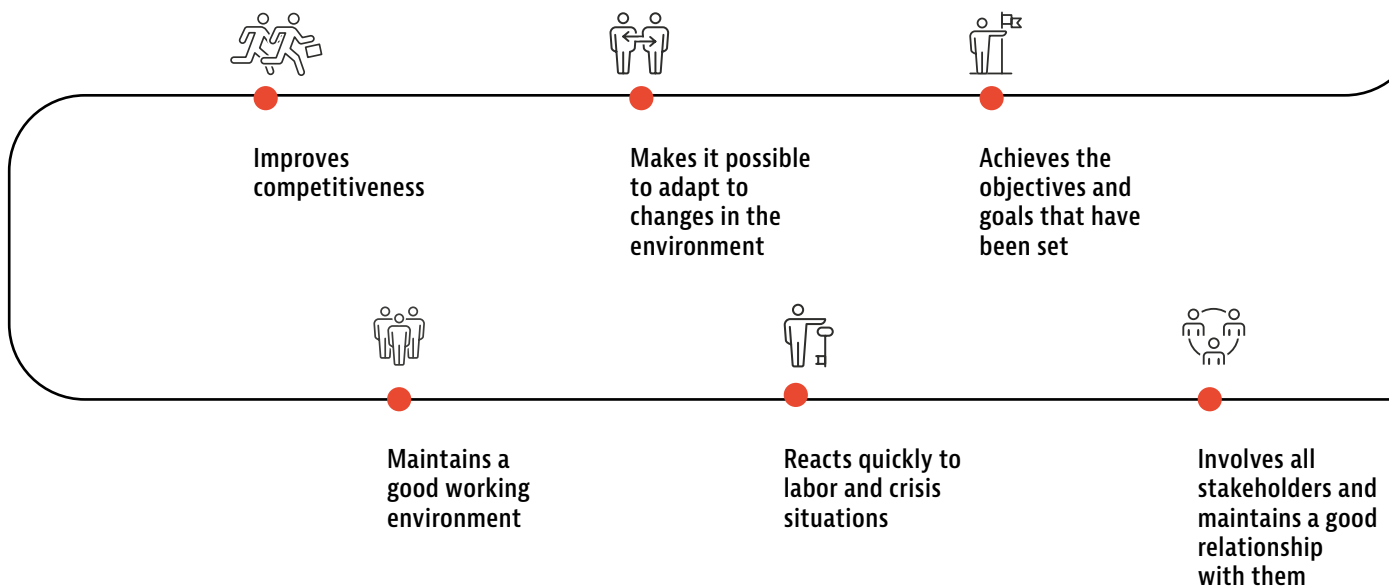 Improves
competitiveness
Makes it possible
to adapt to
changes in the
environment
Achieves the
objectives and
goals that have
been set
Maintains a
good working
environment
Reacts quickly to
labor and crisis
situations
Involves all
stakeholders and
maintains a good
relationship
with them